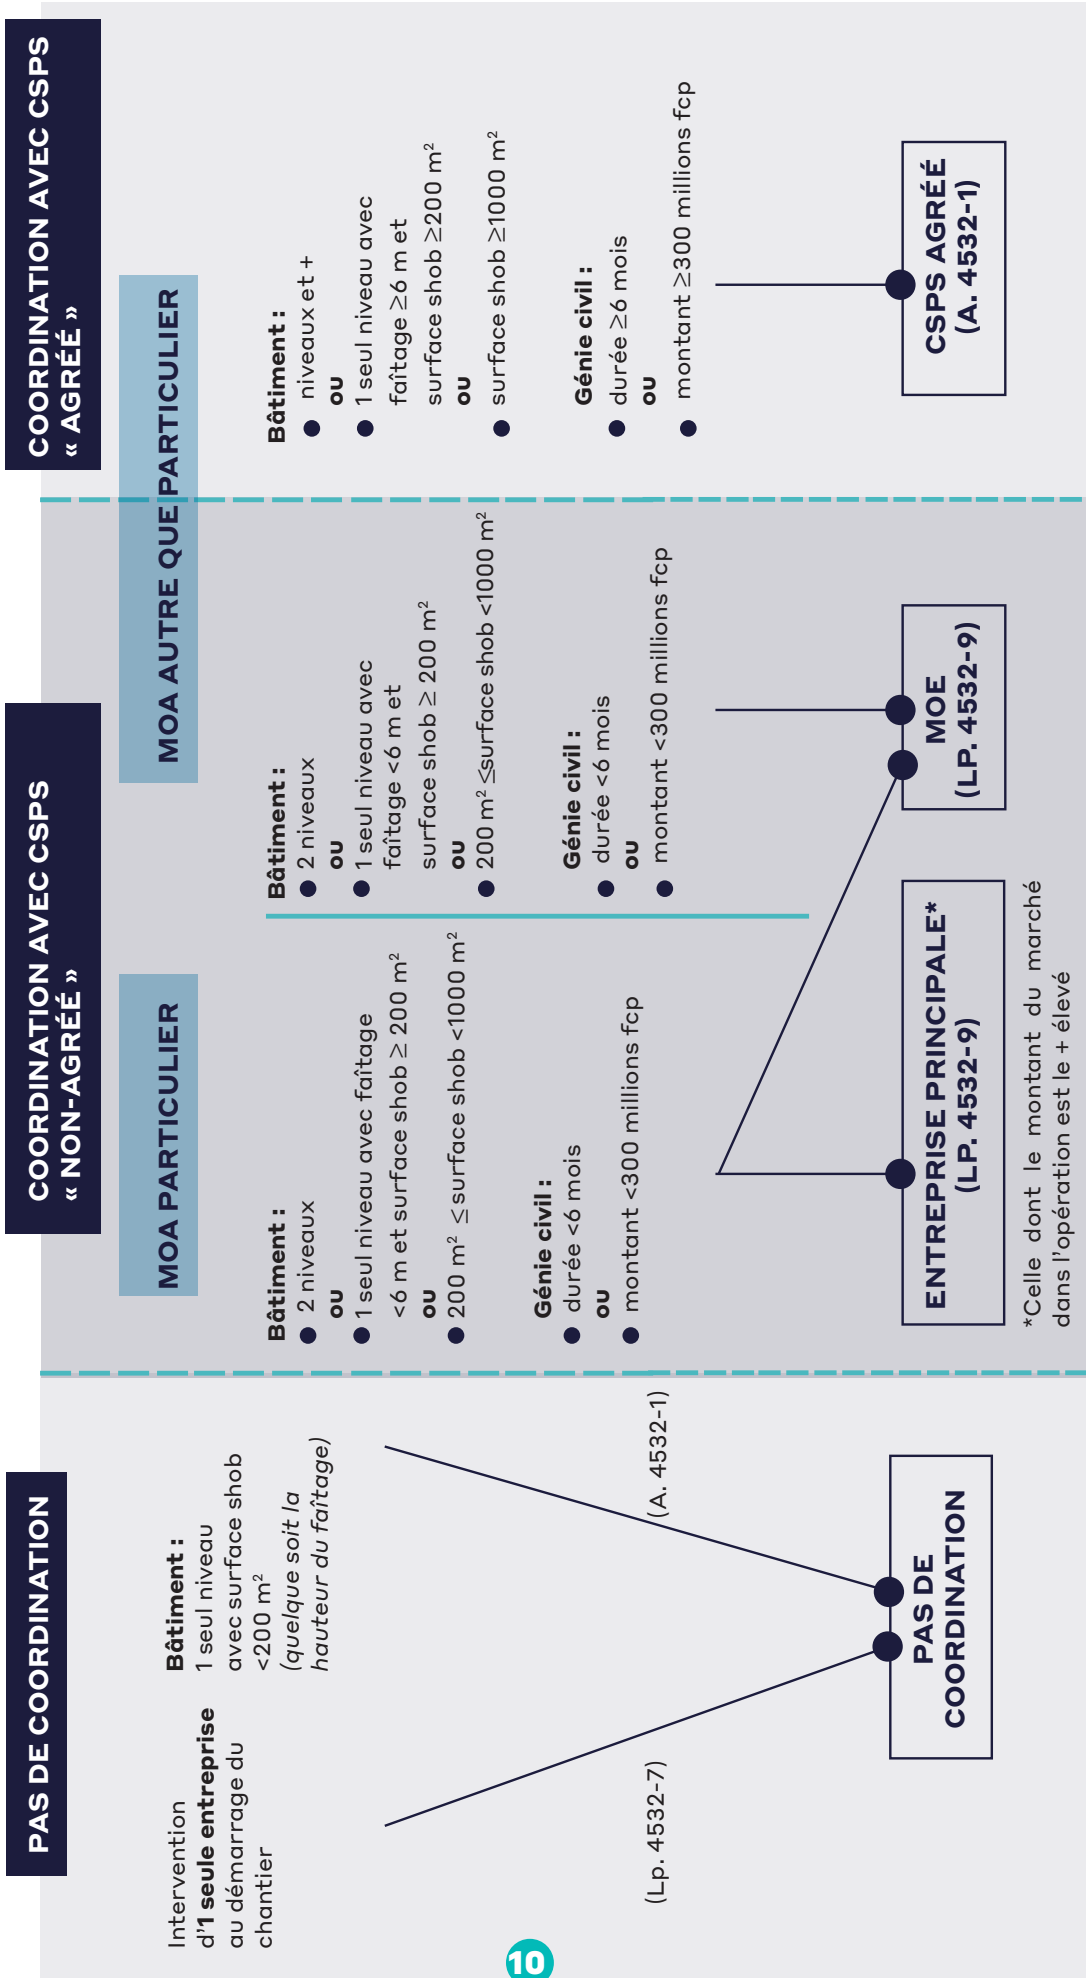 PAS DE COORDINATION
Intervention
d'1 seule entreprise
au démarrage du
chantier
Bâtiment :
1 seul niveau
avec surface shob
<200 m²
(quelque soit la
hauteur du faîtage)
(Lp. 4532-7)
(A. 4532-1)
PAS DE
COORDINATION
COORDINATION AVEC CSPS
« NON-AGRÉÉ »
MOA PARTICULIER
Bâtiment :
2 niveaux
ou
1 seul niveau avec faîtage
<6 m et surface shob ≥ 200 m²
ou
200 m² ≤ surface shob <1000 m²
Génie civil :
durée <6 mois
ou
montant <300 millions fcp
ENTREPRISE PRINCIPALE*
(LP. 4532-9)
*Celle dont le montant du marché
dans l'opération est le + élevé
MOA AUTRE QUE PARTICULIER
Bâtiment :
2 niveaux
ou
1 seul niveau avec
faîtage <6 m et
surface shob ≥ 200 m²
ou
200 m² ≤surface shob <1000 m²
Génie civil :
durée <6 mois
ou
montant <300 millions fcp
MOE
(LP. 4532-9)
COORDINATION AVEC CSPS
« AGRÉÉ »
Bâtiment :
niveaux et +
ou
1 seul niveau avec
faîtage ≥6 m et
surface shob ≥200 m²
ou
surface shob ≥1000 m²
Génie civil :
durée ≥6 mois
ou
montant ≥300 millions fcp
CSPS AGRÉÉ
(A. 4532-1)
10